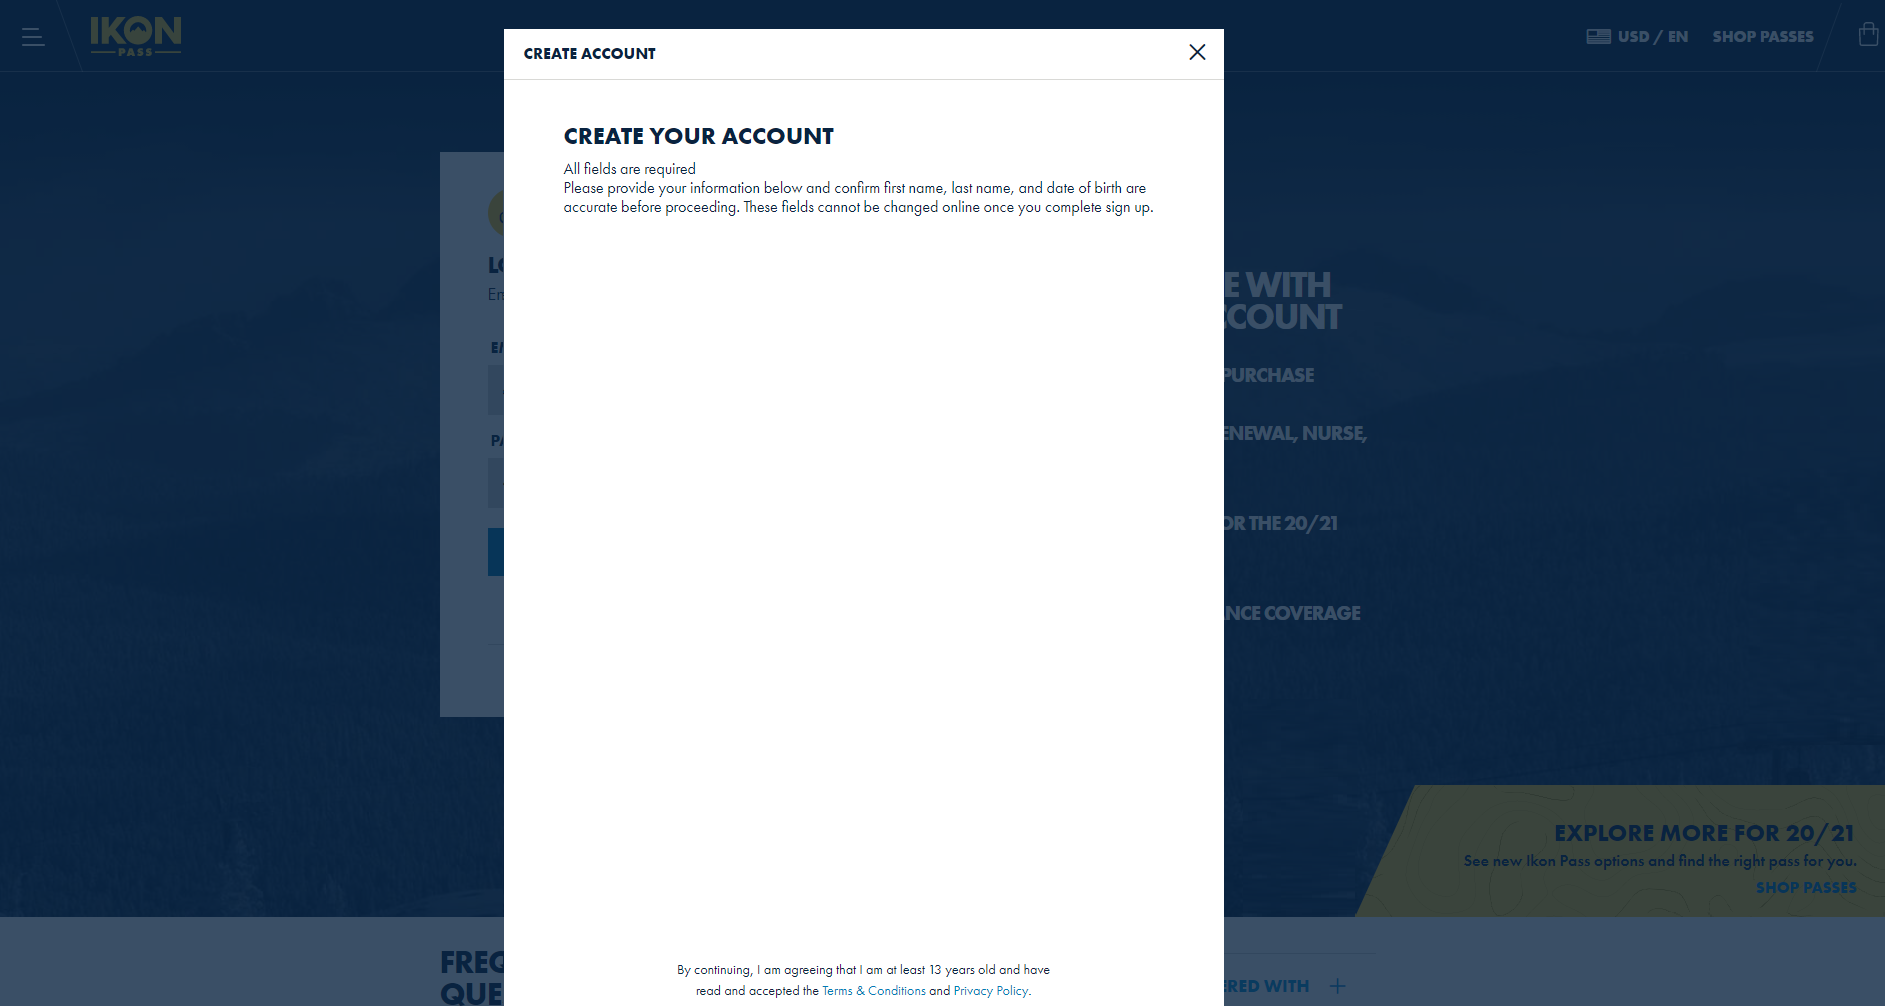 IKON
PASS
USD / EN
SHOP PASSES
CREATE ACCOUNT
CREATE YOUR ACCOUNT
All fields are required
Please provide your information below and confirm first name, last name, and date of birth are
accurate before proceeding. These fields cannot be changed online once you complete sign up.
E WITH
CCOUNT
PURCHASE
ENEWAL, NURSE,
OR THE 20/21
NCE COVERAGE
EXPLORE MORE FOR 20/21
See new Ikon Pass options and find the right pass for you.
SHOP PASSES
By continuing, I am agreeing that I am at least 13 years old and have
read and accepted the Terms & Conditions and Privacy Policy.
FREQ
QUE
ERED WITH